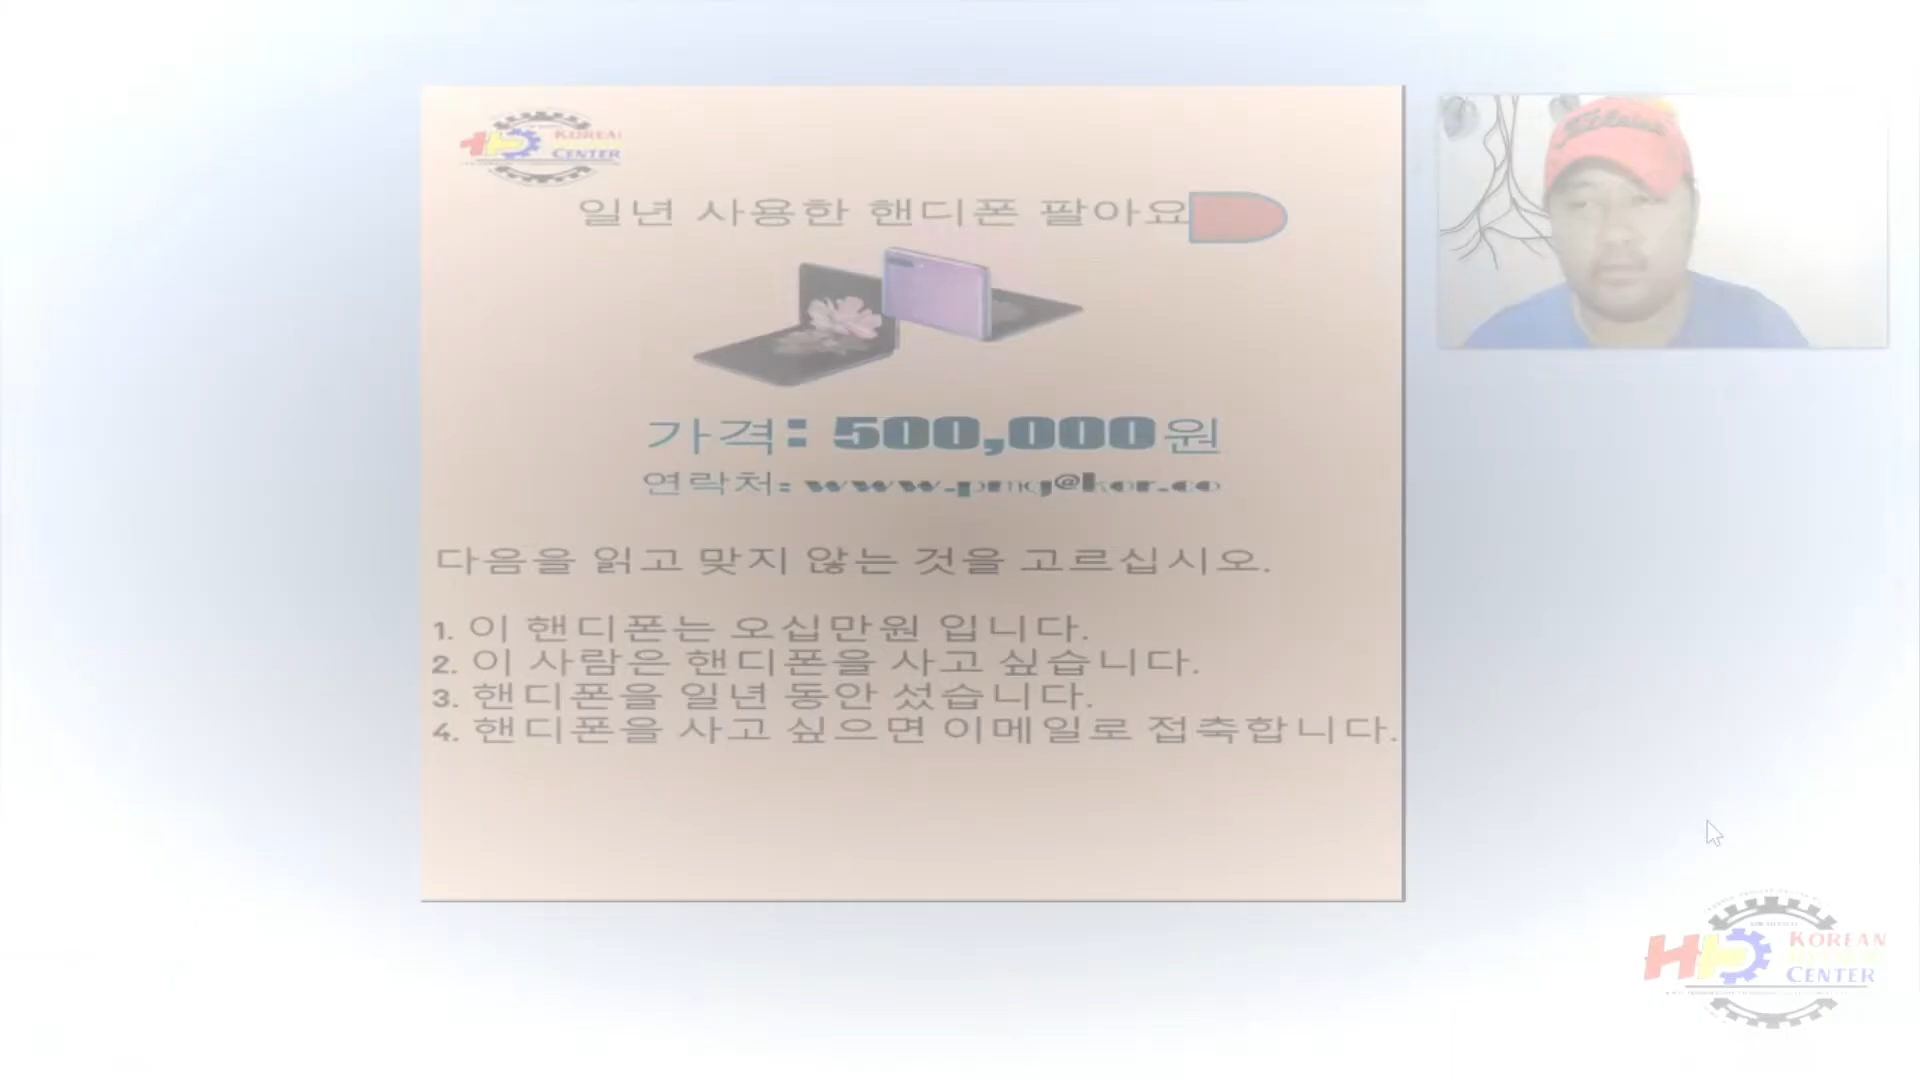 KOREAN
CENTER
일년 사용한 핸디폰 팔아요
가격: 500,000원
연락처: www.pmg@kor.co
다음을 읽고 맞지 않는 것을 고르십시오.
1. 이 핸디폰는 오십만원 입니다.
2. 이 사람은 핸디폰을 사고 싶습니다.
3. 핸디폰을 일년 동안 섰습니다.
4. 핸디폰을 사고 싶으면 이메일로 접축합니다.
KOREAN
CENTER